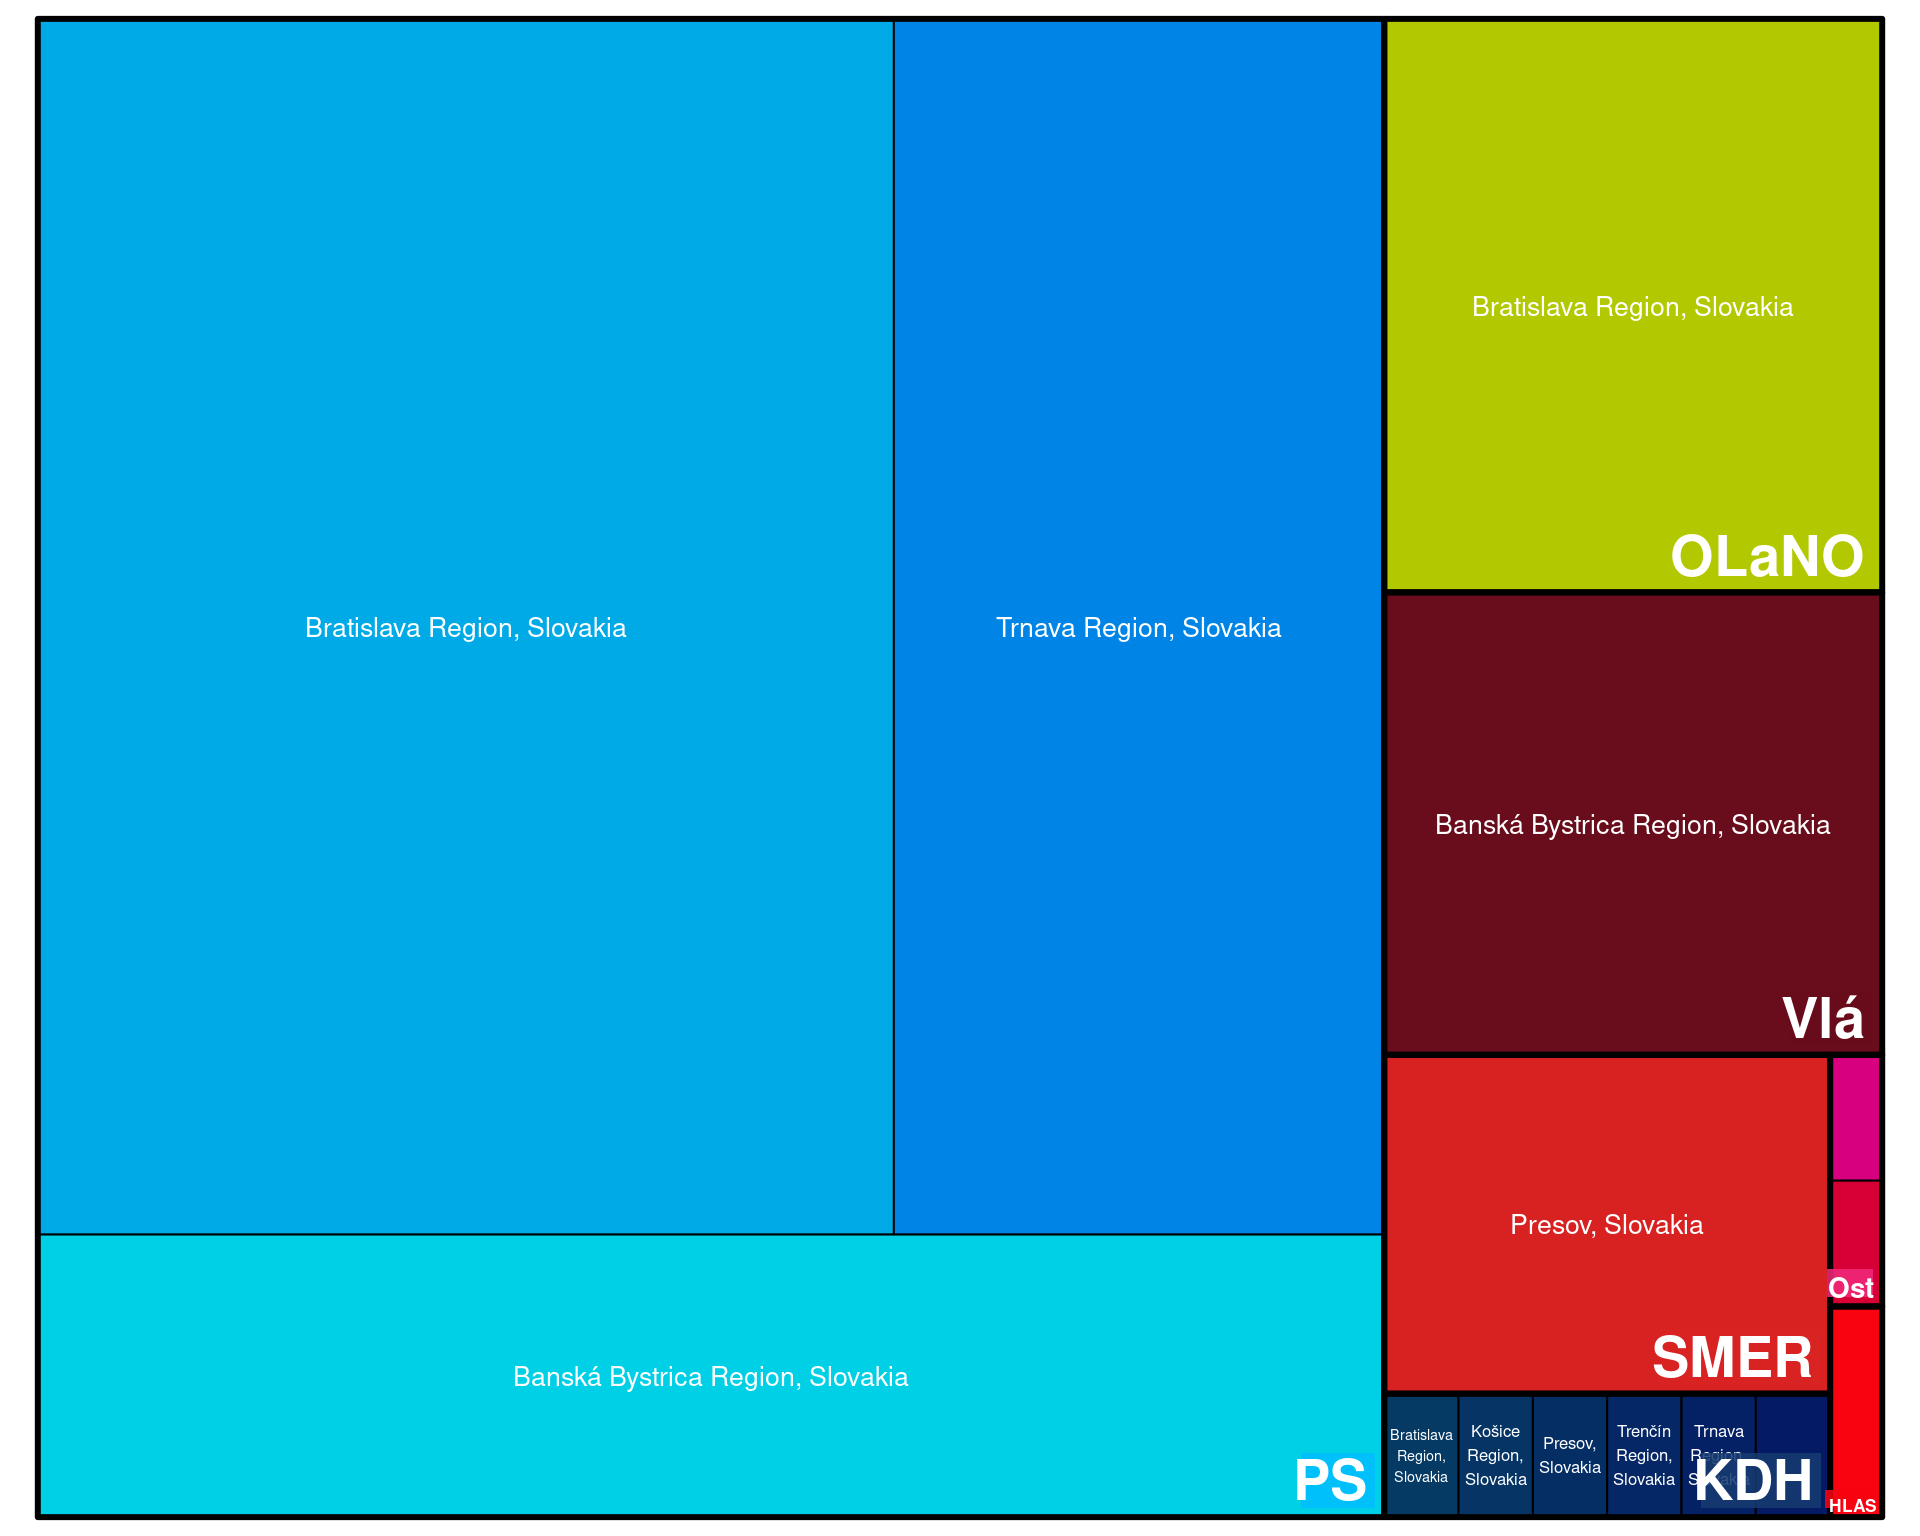 Bratislava Region, Slovakia
Trnava Region, Slovakia
Banská Bystrica Region, Slovakia
PS
Bratislava Region, Slovakia
OLaNO
Banská Bystrica Region, Slovakia
Vlá
Presov, Slovakia
SMER
Ost
HLAS
Bratislava
Region,
Slovakia
Košice
Region,
Slovakia
Presov,
Slovakia
Trenčín
Region,
Slovakia
Trnava
Region,
KDH